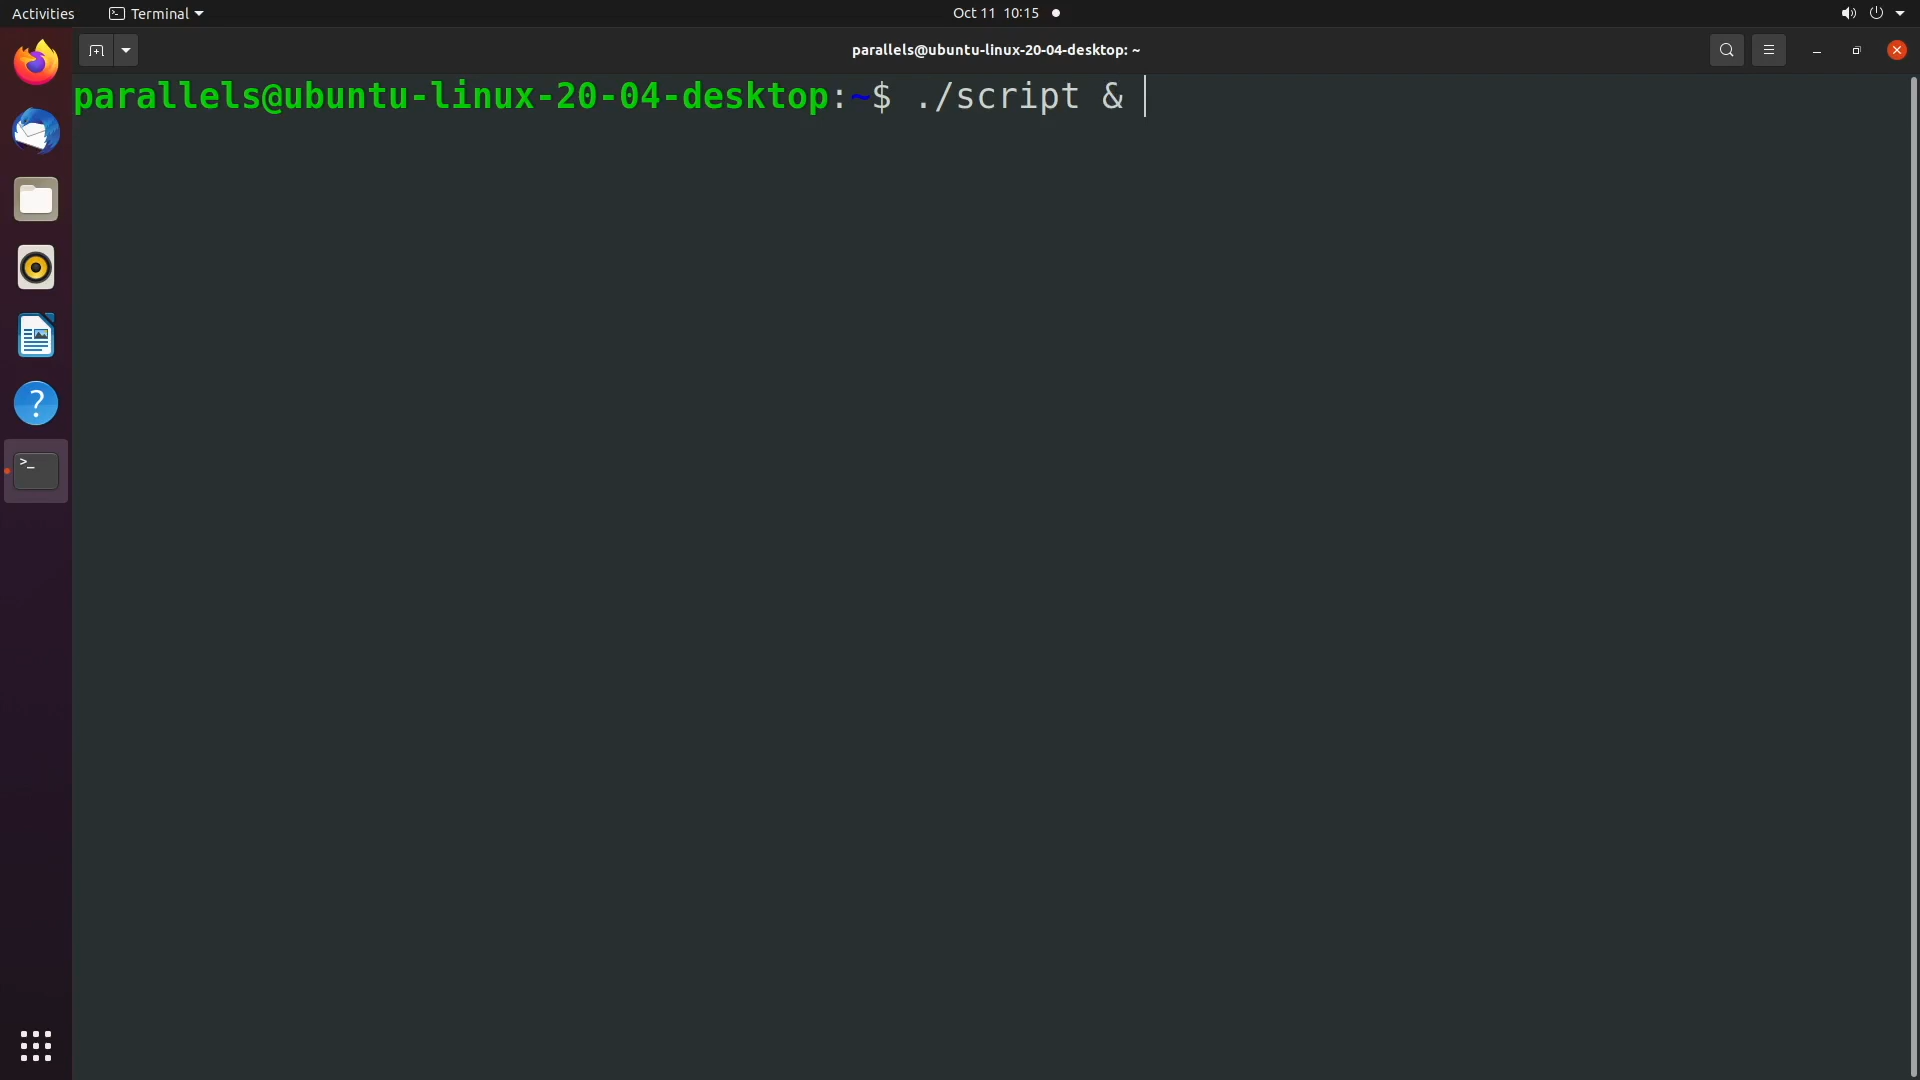 Activities
Terminal
Oct 11 10:15
parallels@ubuntu-linux-20-04-desktop: ~
parallels@ubuntu-linux-20-04-desktop:~$ ./script &
?
>_